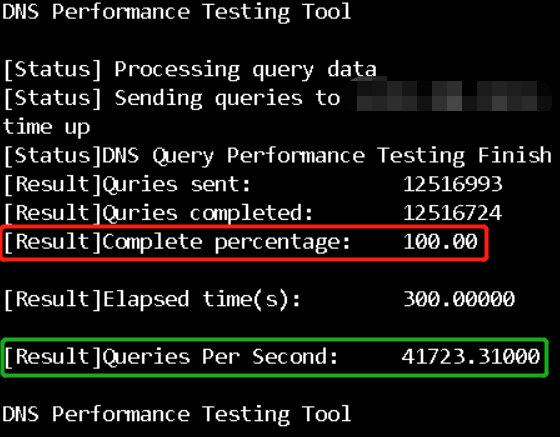 DNS Performance Testing Tool
[Status] Processing query data
[Status] Sending queries to
time up
[Status]DNS Query Performance Testing Finish
[Result]Quries sent: 12516993
[Result]Quries completed: 12516724
[Result]Complete percentage: 100.00
[Result]Elapsed time(s): 300.00000
[Result]Queries Per Second: 41723.31000
DNS Performance Testing Tool